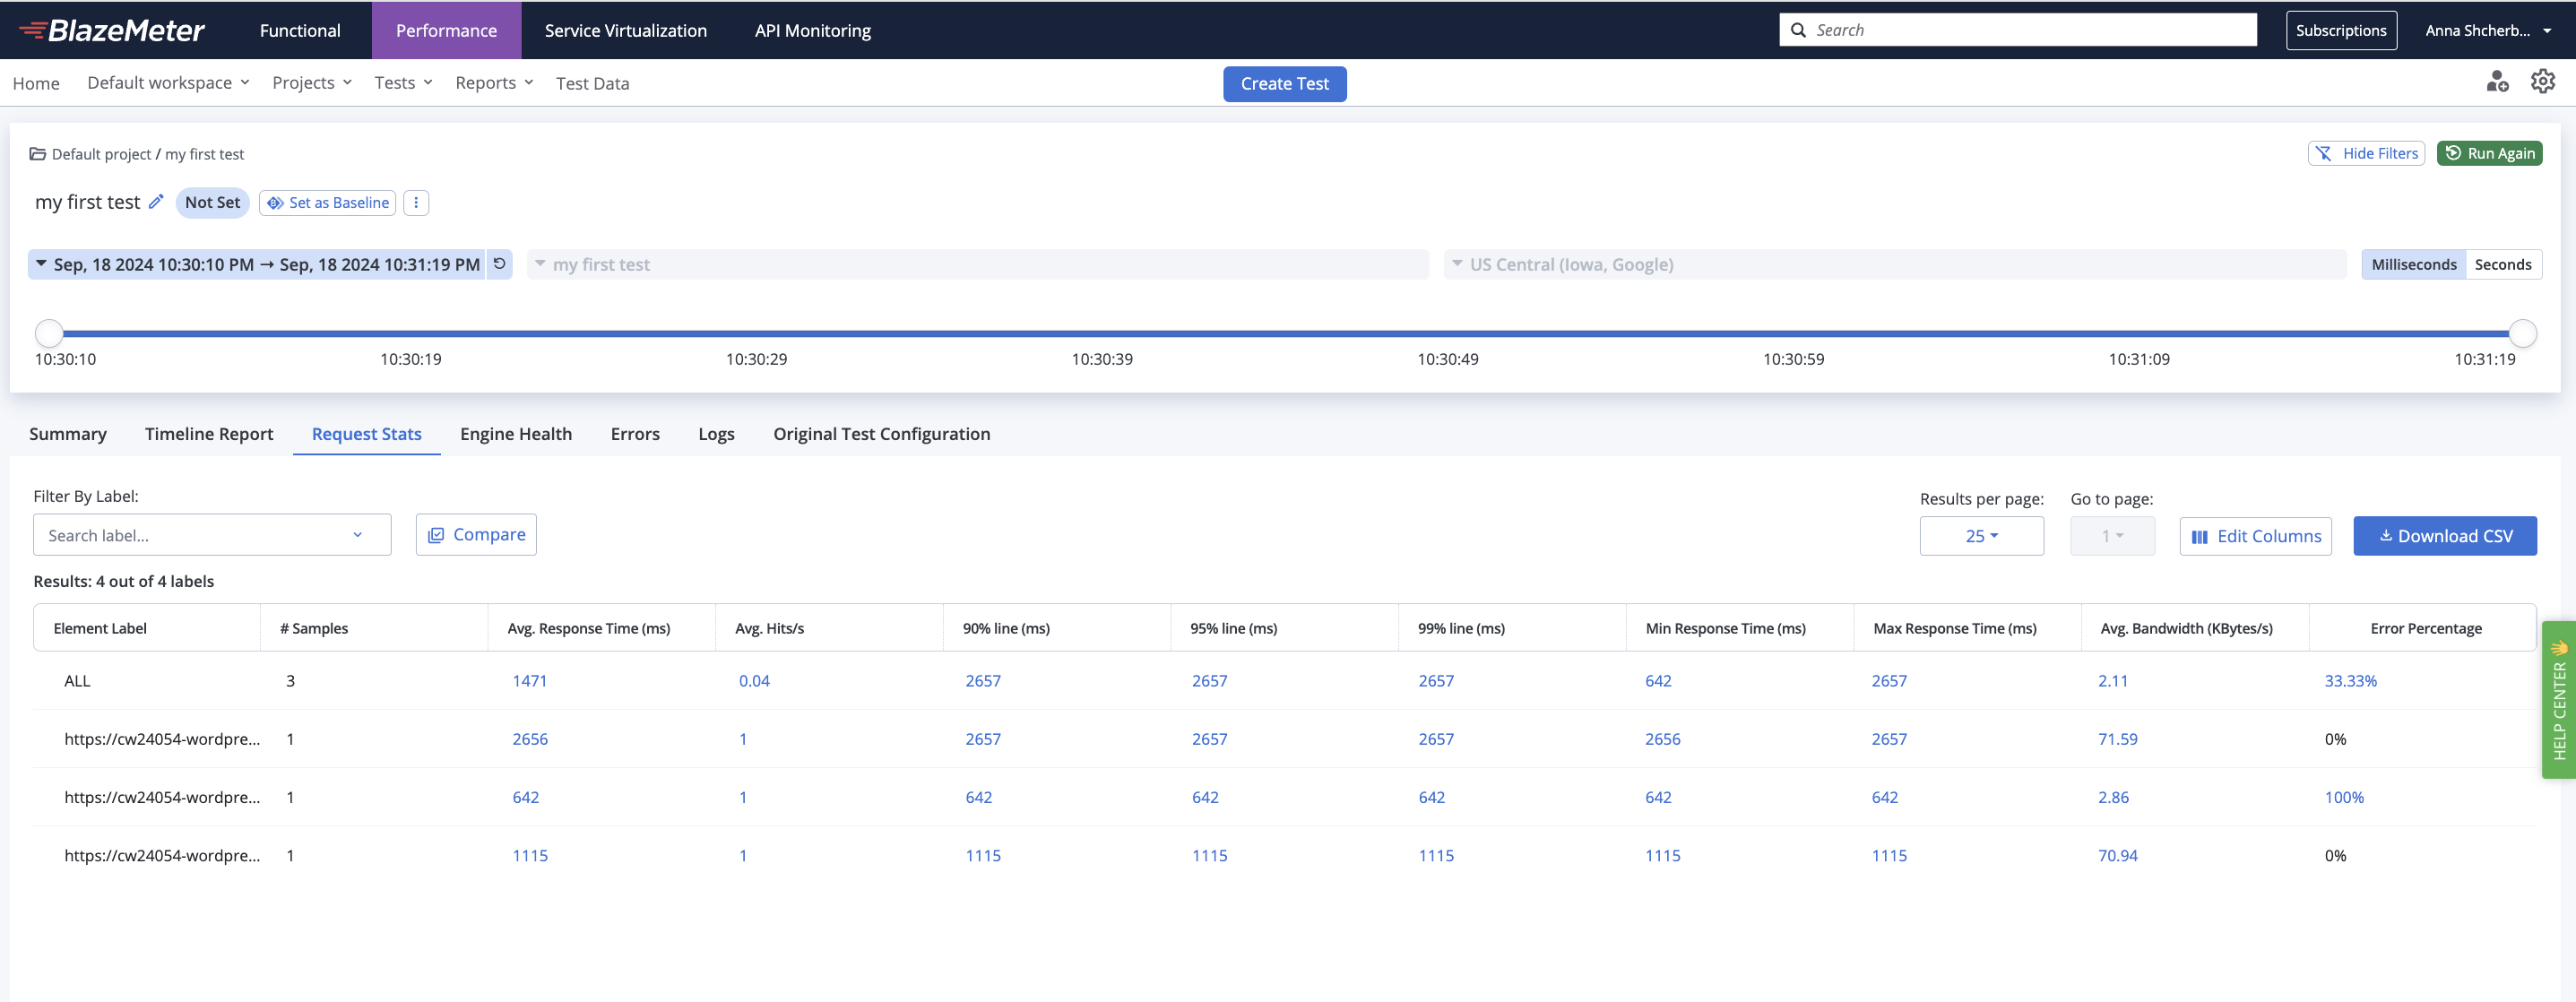 BlazeMeter Functional Performance Service Virtualization API Monitoring Search Subscriptions Anna Shcherb...
Home Default workspace Projects Tests Reports Test Data Create Test
Default project / my first test Hide Filters Run Again
my first test Not Set Set as Baseline
Sep, 18 2024 10:30:10 PM → Sep, 18 2024 10:31:19 PM my first test US Central (Iowa, Google) Milliseconds Seconds
10:30:10 10:30:19 10:30:29 10:30:39 10:30:49 10:30:59 10:31:09 10:31:19
Summary Timeline Report Request Stats Engine Health Errors Logs Original Test Configuration
Filter By Label: Results per page: Go to page:
Search label... Compare 25 1 Edit Columns Download CSV
Results: 4 out of 4 labels
Element Label # Samples Avg. Response Time (ms) Avg. Hits/s 90% line (ms) 95% line (ms) 99% line (ms) Min Response Time (ms) Max Response Time (ms) Avg. Bandwidth (KBytes/s) Error Percentage
ALL 3 1471 0.04 2657 2657 2657 642 2657 2.11 33.33%
https://cw24054-wordpre... 1 2656 1 2657 2657 2657 2656 2657 71.59 0%
https://cw24054-wordpre... 1 642 1 642 642 642 642 642 2.86 100%
https://cw24054-wordpre... 1 1115 1 1115 1115 1115 1115 1115 70.94 0%
HELP CENTER